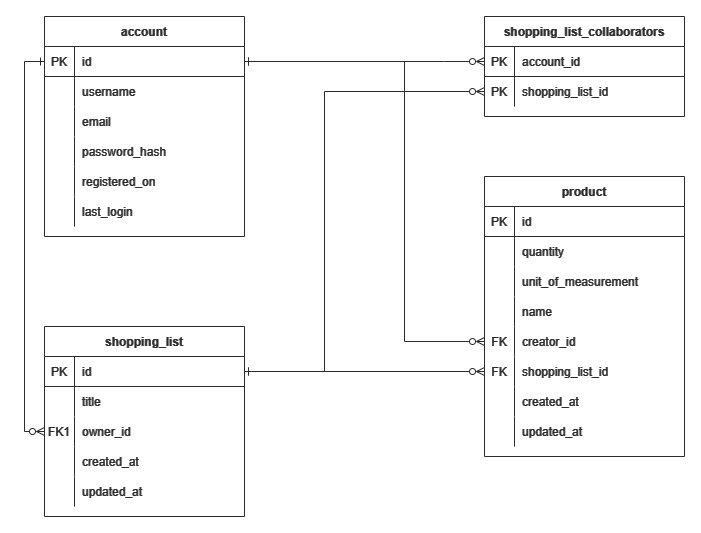 account
PK id
username
email
password_hash
registered_on
last_login
shopping_list_collaborators
PK account_id
PK shopping_list_id
product
PK id
quantity
unit_of_measurement
name
FK creator_id
FK shopping_list_id
created_at
updated_at
shopping_list
PK id
title
FK1 owner_id
created_at
updated_at